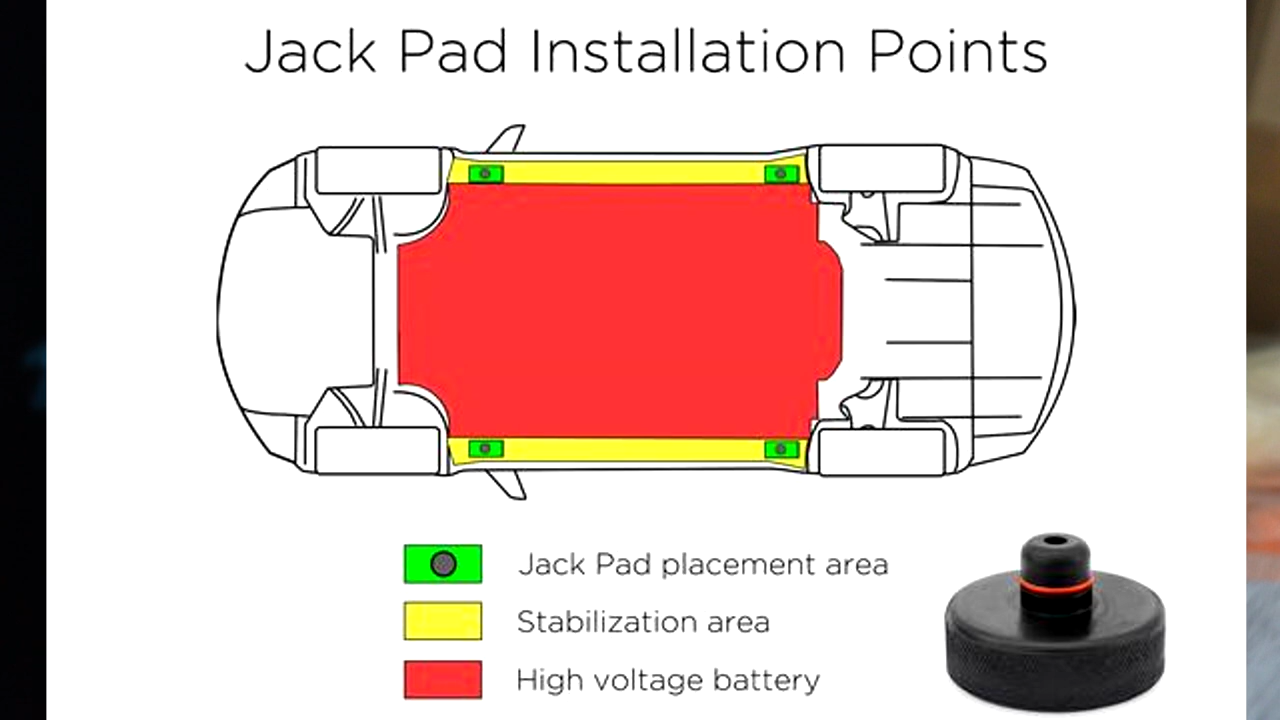 Jack Pad Installation Points
Jack Pad placement area
Stabilization area
High voltage battery